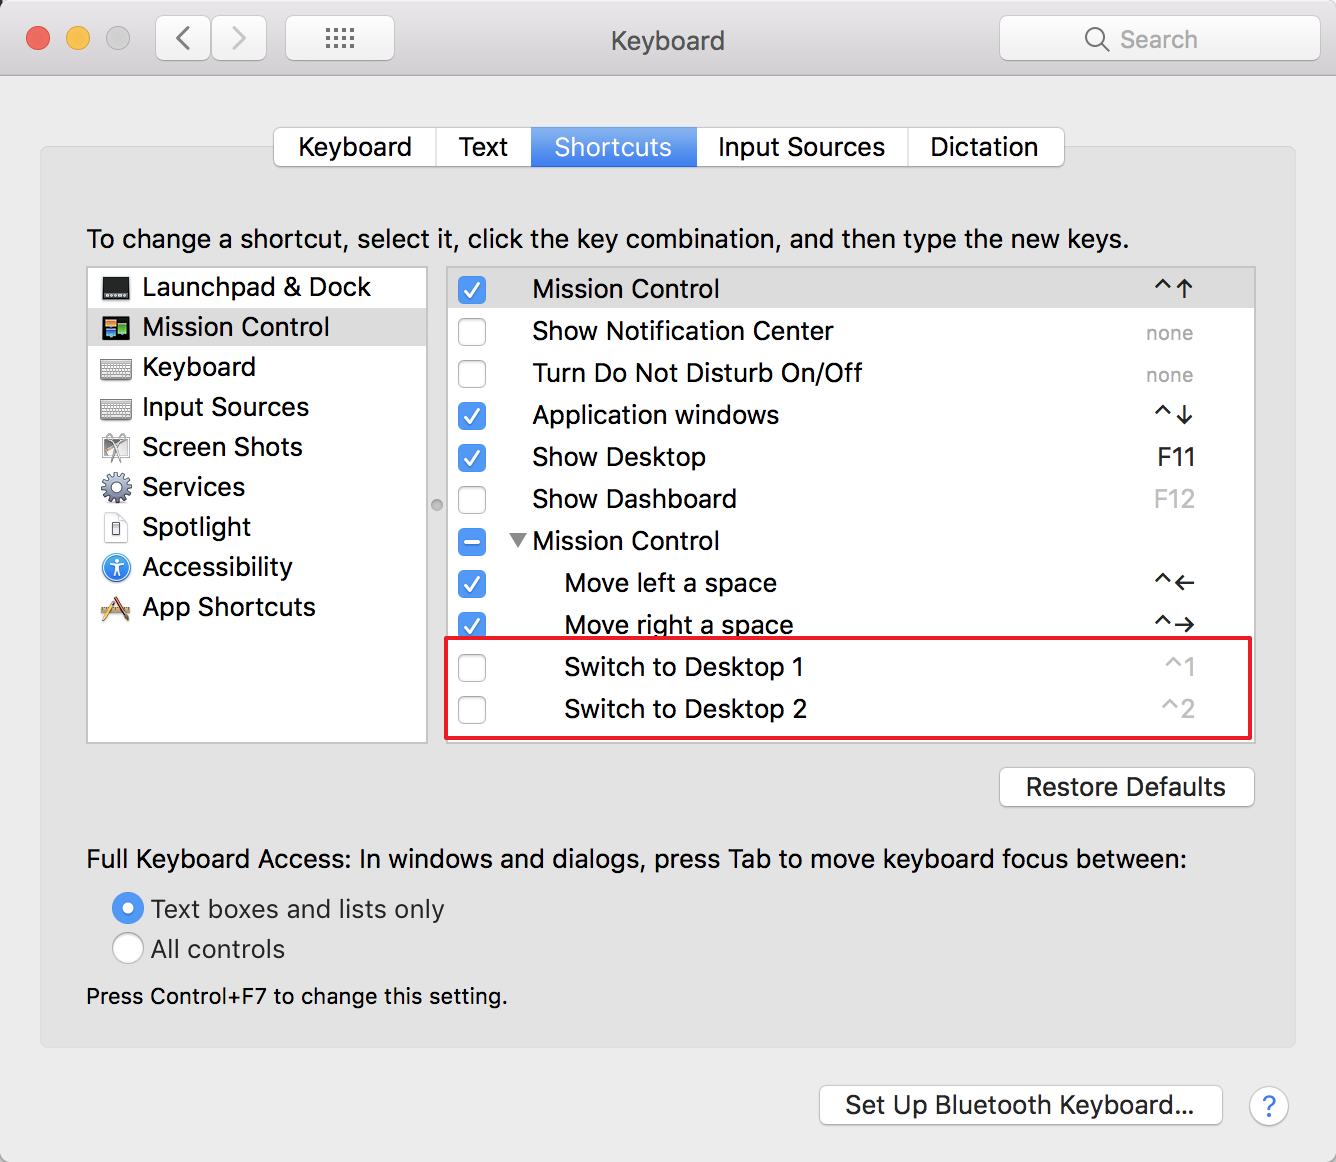 Keyboard
Search
Keyboard Text Shortcuts Input Sources Dictation
To change a shortcut, select it, click the key combination, and then type the new keys.
Launchpad & Dock
Mission Control
Keyboard
Input Sources
Screen Shots
Services
Spotlight
Accessibility
App Shortcuts
Mission Control ^↑
Show Notification Center none
Turn Do Not Disturb On/Off none
Application windows ^↓
Show Desktop F11
Show Dashboard F12
Mission Control
Move left a space ^←
Move right a space ^→
Switch to Desktop 1 ^1
Switch to Desktop 2 ^2
Restore Defaults
Full Keyboard Access: In windows and dialogs, press Tab to move keyboard focus between:
Text boxes and lists only
All controls
Press Control+F7 to change this setting.
Set Up Bluetooth Keyboard... ?